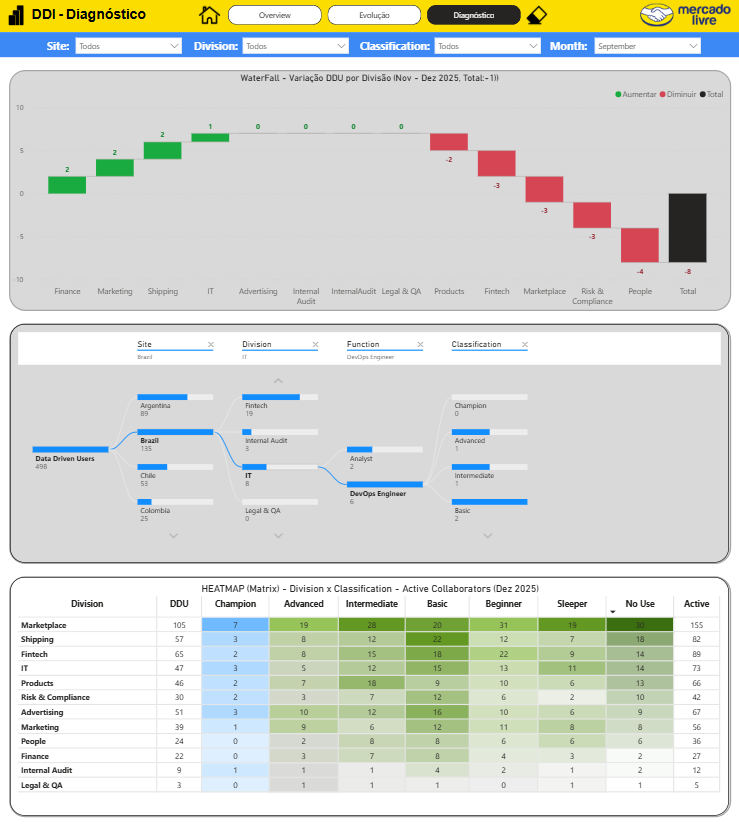 DDI - Diagnóstico
Overview
Evolução
Diagnóstico
mercado
livre
Site: Todos
Division: Todos
Classification: Todos
Month: September
WaterFall - Variação DDU por Divisão (Nov - Dez 2025, Total:-1))
Aumentar Diminuir Total
10
5
0
5
-10
2
2
2
1
0
0
0
0
-2
-3
-3
-3
-4
-8
Finance
Marketing
Shipping
IT
Advertising
Internal
Audit
InternalAudit
Legal & QA
Products
Fintech
Marketplace
Risk &
Compliance
People
Total
Site
Brazil
Division
IT
Function
DevOps Engineer
Classification
Data Driven Users
498
Argentina
89
Brazil
135
Chile
53
Colombia
25
Fintech
19
Internal Audit
3
IT
8
Legal & QA
0
Analyst
2
DevOps Engineer
6
Champion
0
Advanced
1
Intermediate
1
Basic
2
HEATMAP (Matrix) - Division x Classification - Active Collaborators (Dez 2025)
Division DDU Champion Advanced Intermediate Basic Beginner Sleeper No Use Active
Marketplace 105 7 19 28 20 31 19 30 155
Shipping 57 3 8 12 22 12 7 18 82
Fintech 65 2 8 15 18 22 9 14 89
IT 47 3 5 12 15 13 11 14 73
Products 46 2 7 18 9 10 6 13 66
Risk & Compliance 30 2 3 7 12 6 2 10 42
Advertising 51 3 10 12 16 10 6 9 67
Marketing 39 1 9 6 12 11 8 8 56
People 24 0 2 8 8 6 6 6 36
Finance 22 0 3 7 8 4 3 2 27
Internal Audit 9 1 1 1 4 2 1 2 12
Legal & QA 3 0 1 1 1 0 1 1 5